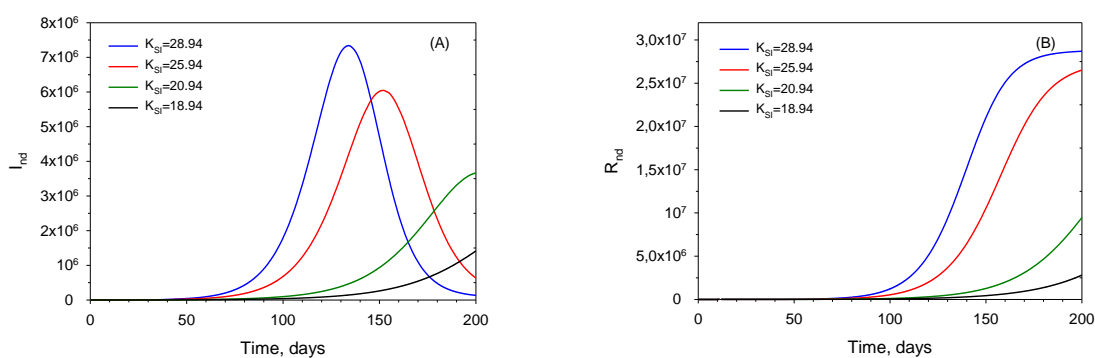 8x10⁶
7x10⁶
6x10⁶
5x10⁶
4x10⁶
3x10⁶
2x10⁶
10⁶
0
I_nd
(A)
K_SI=28.94
K_SI=25.94
K_SI=20.94
K_SI=18.94
0
50
100
150
200
Time, days
3,0x10⁷
2,5x10⁷
2,0x10⁷
1,5x10⁷
10⁷
5,0x10⁶
0
R_nd
(B)
K_SI=28.94
K_SI=25.94
K_SI=20.94
K_SI=18.94
0
50
100
150
200
Time, days